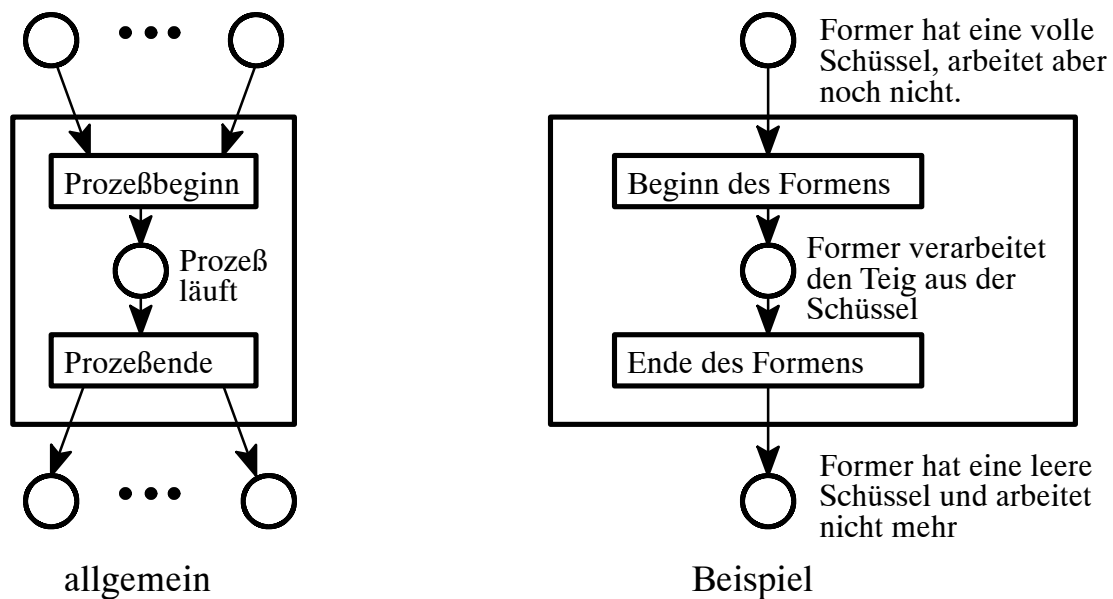 Prozeßbeginn
Prozeß
läuft
Prozeßende
allgemein
Former hat eine volle
Schüssel, arbeitet aber
noch nicht.
Beginn des Formens
Former verarbeitet
den Teig aus der
Schüssel
Ende des Formens
Former hat eine leere
Schüssel und arbeitet
nicht mehr
Beispiel